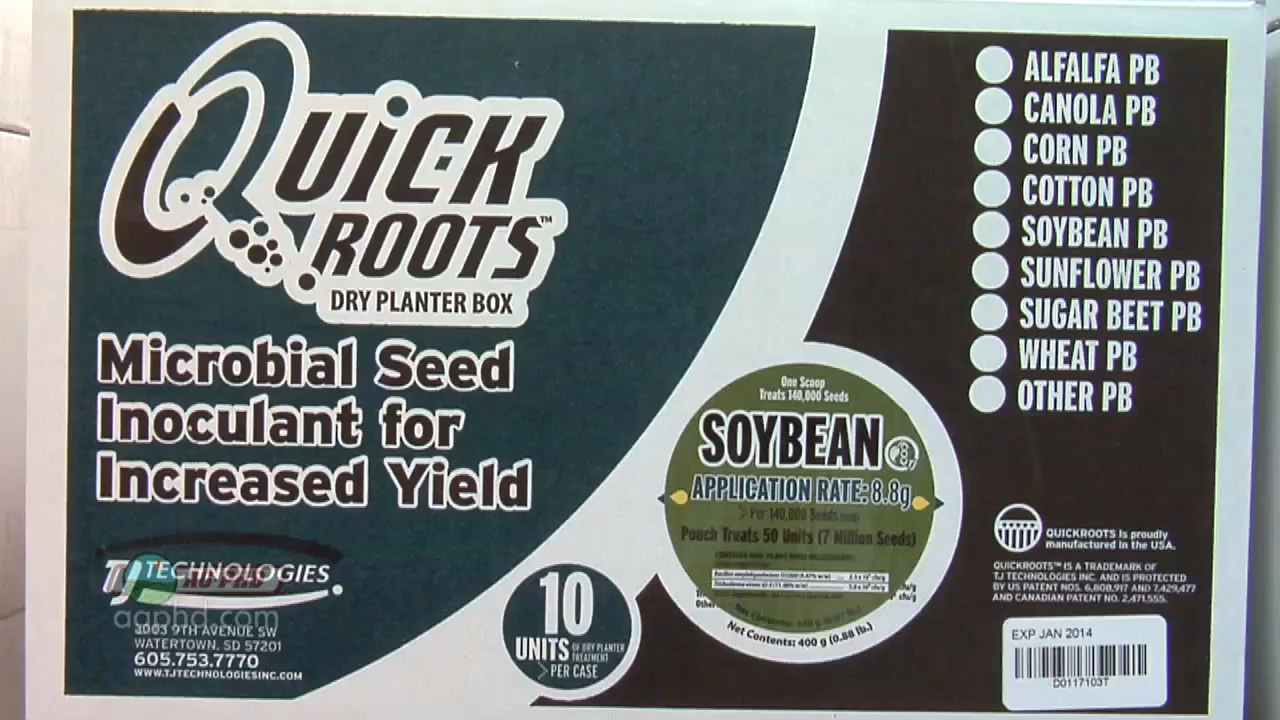 QUICK
ROOTS™
DRY PLANTER BOX
Microbial Seed
Inoculant for
Increased Yield
TJ TECHNOLOGIES.
AG PhD
agphd.com
3003 9TH AVENUE SW
WATERTOWN, SD 57201
605.753.7770
WWW.TJTECHNOLOGIESINC.COM
10
UNITS OF DRY PLANTER
TREATMENT
PER CASE
One Scoop
Treats 140,000 Seeds
SOYBEAN
APPLICATION RATE: 8.8g
Per 140,000 Seeds
Pouch Treats 50 Units (7 Million Seeds)
Net Contents: 400 g (0.88 lb.)
ALFALFA PB
CANOLA PB
CORN PB
COTTON PB
SOYBEAN PB
SUNFLOWER PB
SUGAR BEET PB
WHEAT PB
OTHER PB
QUICKROOTS is proudly
manufactured in the USA.
QUICKROOTS™ IS A TRADEMARK OF
TJ TECHNOLOGIES INC. AND IS PROTECTED
BY US PATENT NOS. 6,808,917 AND 7,429,477
AND CANADIAN PATENT NO. 2,471,555.
EXP JAN 2014
D0117103T